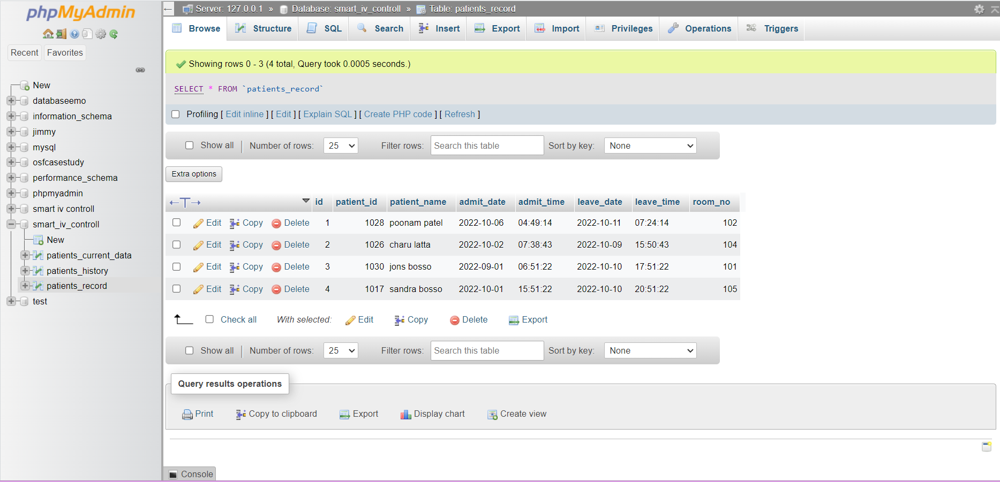 phpMyAdmin
Recent Favorites
New
databaseemo
information_schema
jimmy
mysql
osfcasestudy
performance_schema
phpmyadmin
smart iv controll
smart_iv_controll
New
patients_current_data
patients_history
patients_record
test
Server: 127.0.0.1 » Database: smart_iv_controll » Table: patients_record
Browse Structure SQL Search Insert Export Import Privileges Operations Triggers
Showing rows 0 - 3 (4 total, Query took 0.0005 seconds.)
SELECT * FROM `patients_record`
Profiling [ Edit inline ] [ Edit ] [ Explain SQL ] [ Create PHP code ] [ Refresh ]
Show all | Number of rows: 25 Filter rows: Search this table Sort by key: None
Extra options
←T→ id patient_id patient_name admit_date admit_time leave_date leave_time room_no
Edit Copy Delete 1 1028 poonam patel 2022-10-06 04:49:14 2022-10-11 07:24:14 102
Edit Copy Delete 2 1026 charu latta 2022-10-02 07:38:43 2022-10-09 15:50:43 104
Edit Copy Delete 3 1030 jons bosso 2022-09-01 06:51:22 2022-10-10 17:51:22 101
Edit Copy Delete 4 1017 sandra bosso 2022-10-01 15:51:22 2022-10-10 20:51:22 105
Check all With selected: Edit Copy Delete Export
Show all | Number of rows: 25 Filter rows: Search this table Sort by key: None
Query results operations
Print Copy to clipboard Export Display chart Create view
Console